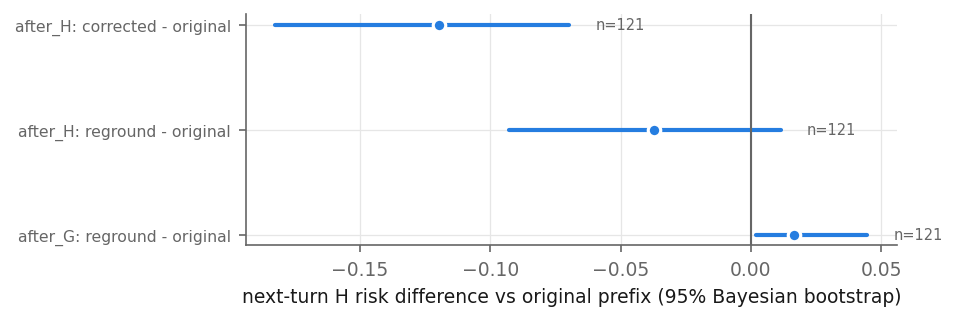 after_H: corrected - original
n=121
after_H: reground - original
n=121
after_G: reground - original
n=121
−0.15
−0.10
−0.05
0.00
0.05
next-turn H risk difference vs original prefix (95% Bayesian bootstrap)